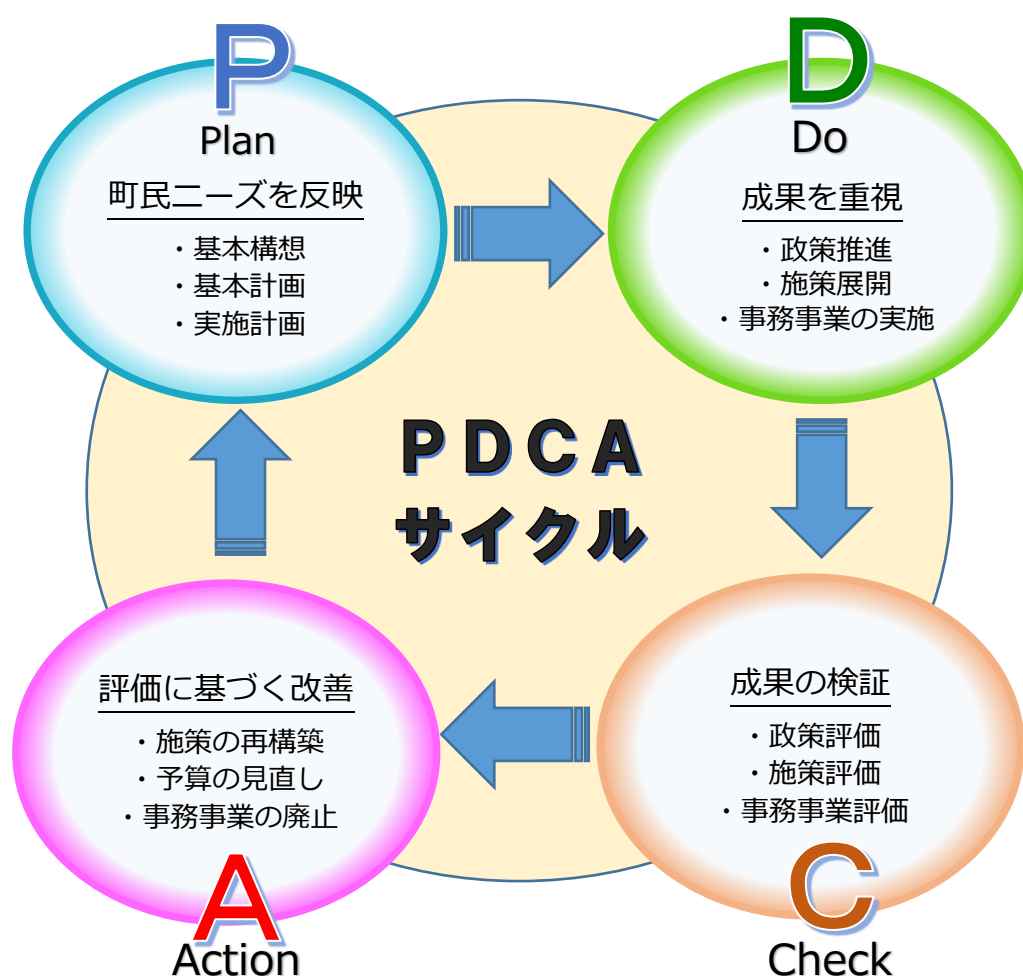 P
Plan
町民ニーズを反映
・基本構想
・基本計画
・実施計画
D
Do
成果を重視
・政策推進
・施策展開
・事務事業の実施
PDCA
サイクル
評価に基づく改善
・施策の再構築
・予算の見直し
・事務事業の廃止
A
Action
成果の検証
・政策評価
・施策評価
・事務事業評価
C
Check